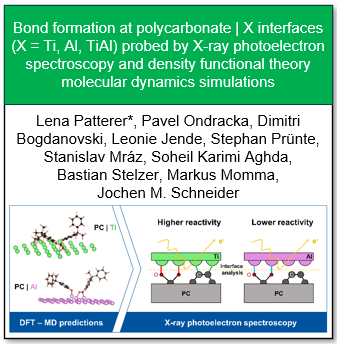 Bond formation at polycarbonate | X interfaces
(X = Ti, Al, TiAl) probed by X-ray photoelectron
spectroscopy and density functional theory
molecular dynamics simulations
Lena Patterer*, Pavel Ondracka, Dimitri
Bogdanovski, Leonie Jende, Stephan Prünte,
Stanislav Mráz, Soheil Karimi Aghda,
Bastian Stelzer, Markus Momma,
Jochen M. Schneider
PC | Ti
PC | Al
DFT – MD predictions
Higher reactivity
Lower reactivity
e-
e-
Ti
Al
Interface
analysis
PC
PC
X-ray photoelectron spectroscopy